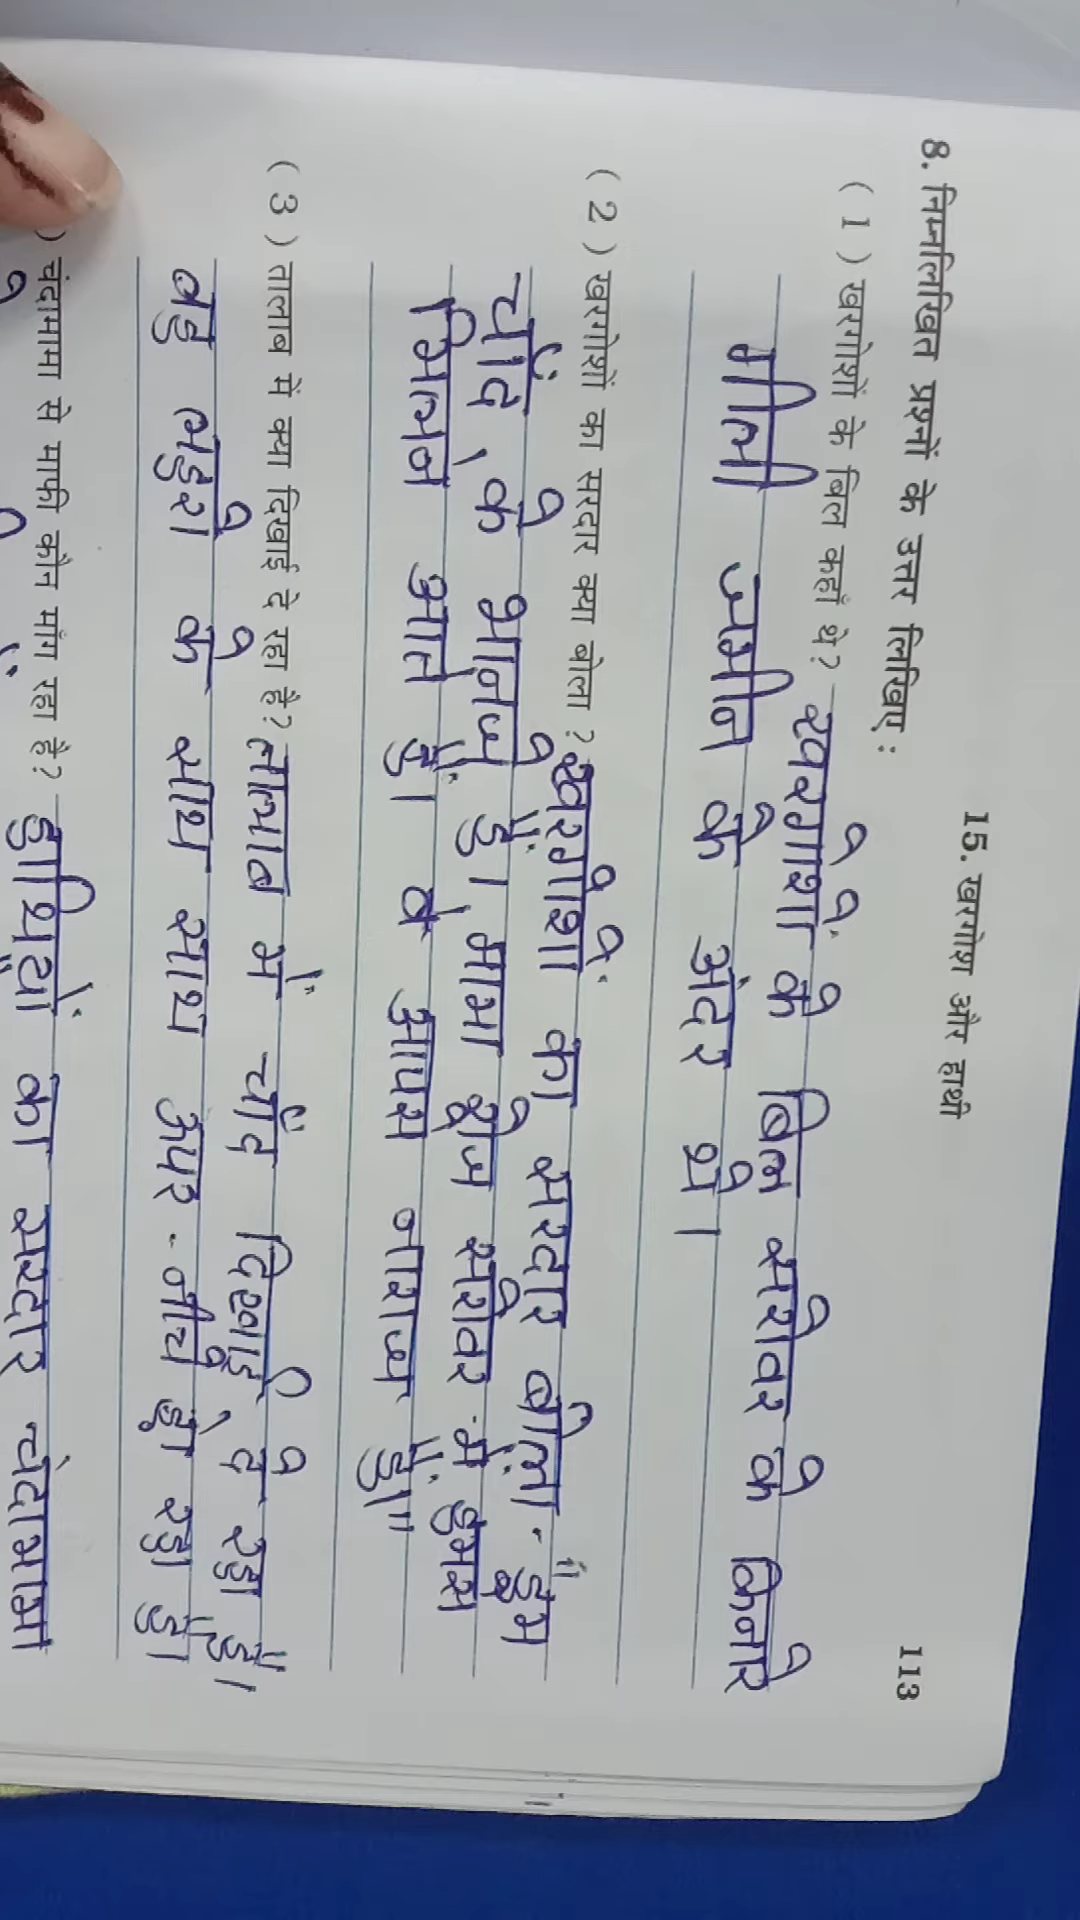 15. खरगोश और हाथी
113
8. निम्नलिखित प्रश्नों के उत्तर लिखिए :
( 1 ) खरगोशों के बिल कहाँ थे? खरगोशों के बिल सरोवर के किनारे
गीली ज़मीन के अंदर थे।
( 2 ) खरगोशों का सरदार क्या बोला ? खरगोशों का सरदार बोला- "हम
चाँद के भानजे हैं। मामा रोज सरोवर में हमसे
मिलने आते हैं। वे आपसे नाराज हैं।"
( 3 ) तालाब में क्या दिखाई दे रहा है? तालाब में चाँद दिखाई दे रहा है।
वह लहरों के साथ साथ ऊपर - नीचे हो रहा है।
) चंदामामा से माफी कौन माँग रहा है? हाथियों का सरदार चंदामामा